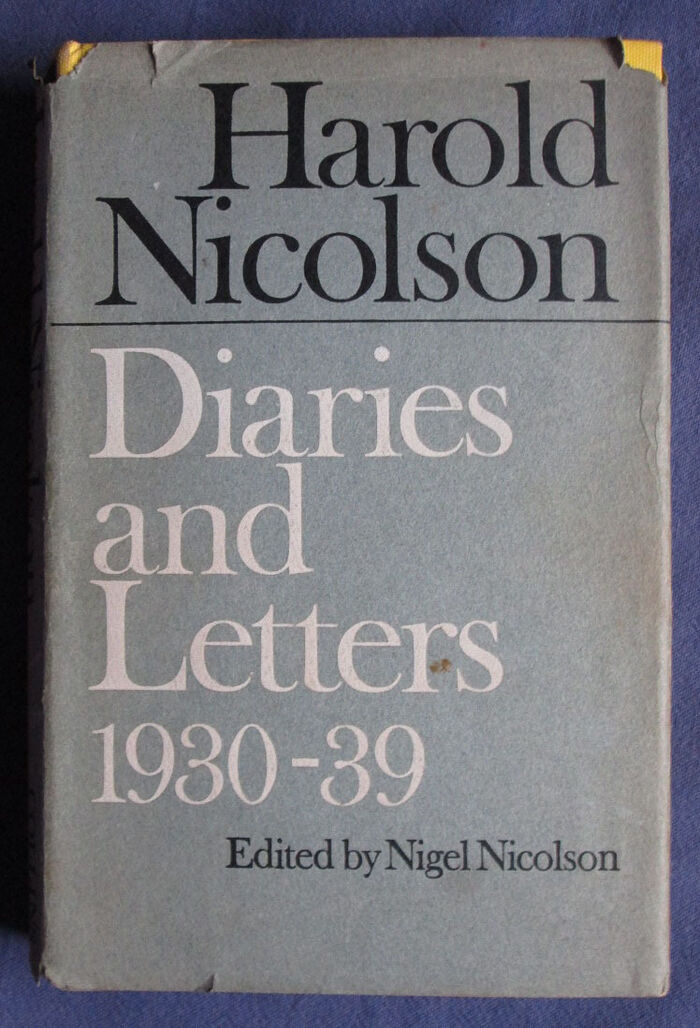 Harold
Nicolson
Diaries
and
Letters
1930-39
Edited by Nigel Nicolson